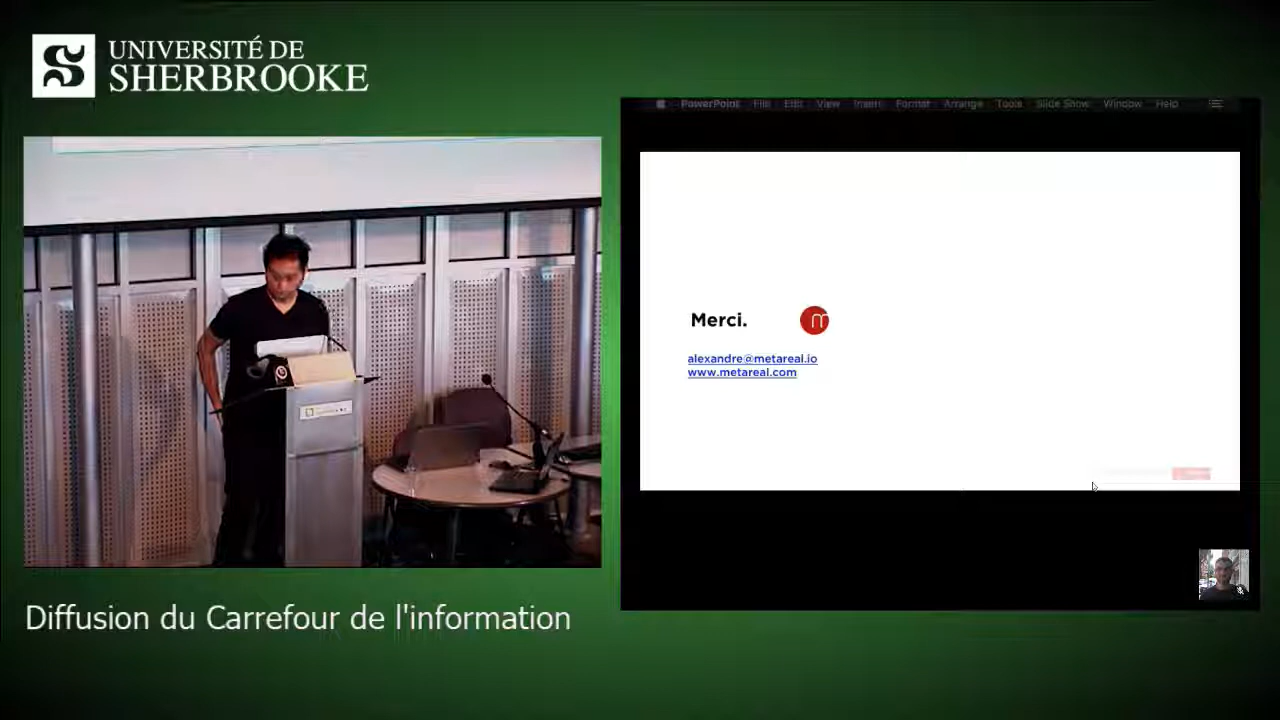 UNIVERSITÉ DE
SHERBROOKE
PowerPoint File Edit View Insert Format Arrange Tools Slide Show Window Help
Merci.
alexandre@metareal.io
www.metareal.com
Diffusion du Carrefour de l'information